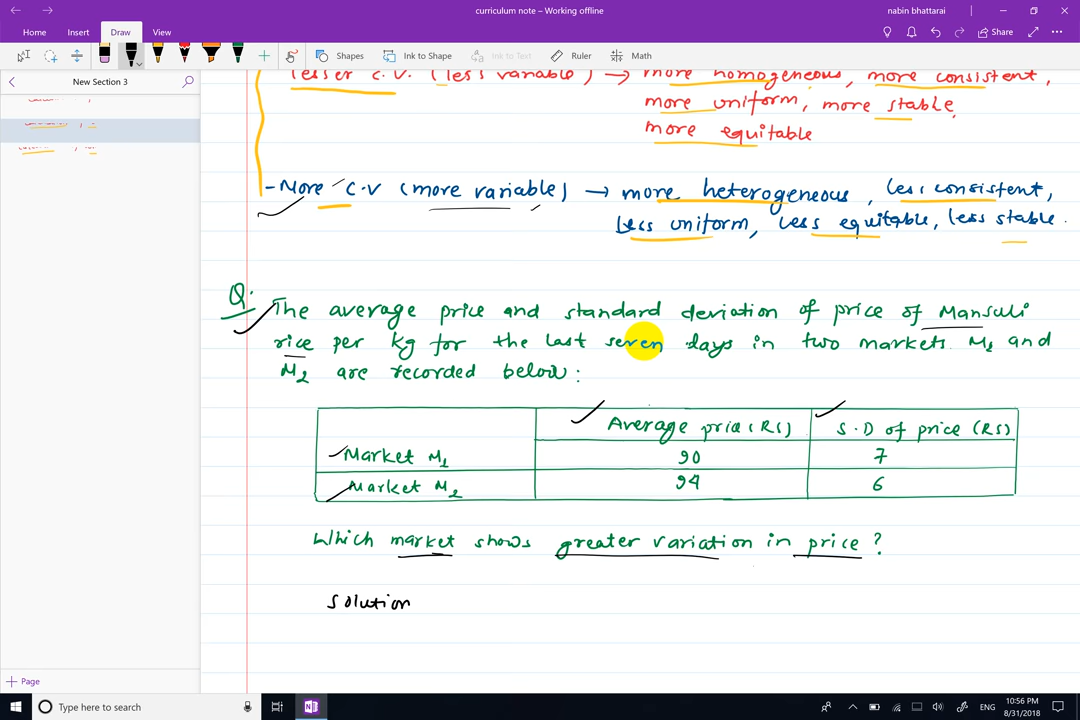 curriculum note – Working offline
nabin bhattarai
Home Insert Draw View
Share
Shapes Ink to Shape Ink to Text Ruler Math
New Section 3
lesser C.V. (less variable) → more homogeneous, more consistent,
more uniform, more stable,
more equitable
- More C.V (more variable) → more heterogeneous, less consistent,
less uniform, less equitable, less stable.
Q. The average price and standard deviation of price of Mansuli
rice per kg for the last seven days in two markets M1 and
M2 are recorded below:
Average price (RS) S.D of price (RS)
Market M1 90 7
Market M2 94 6
Which market shows greater variation in price?
Solution
+ Page
Type here to search
ENG
10:56 PM
8/31/2018